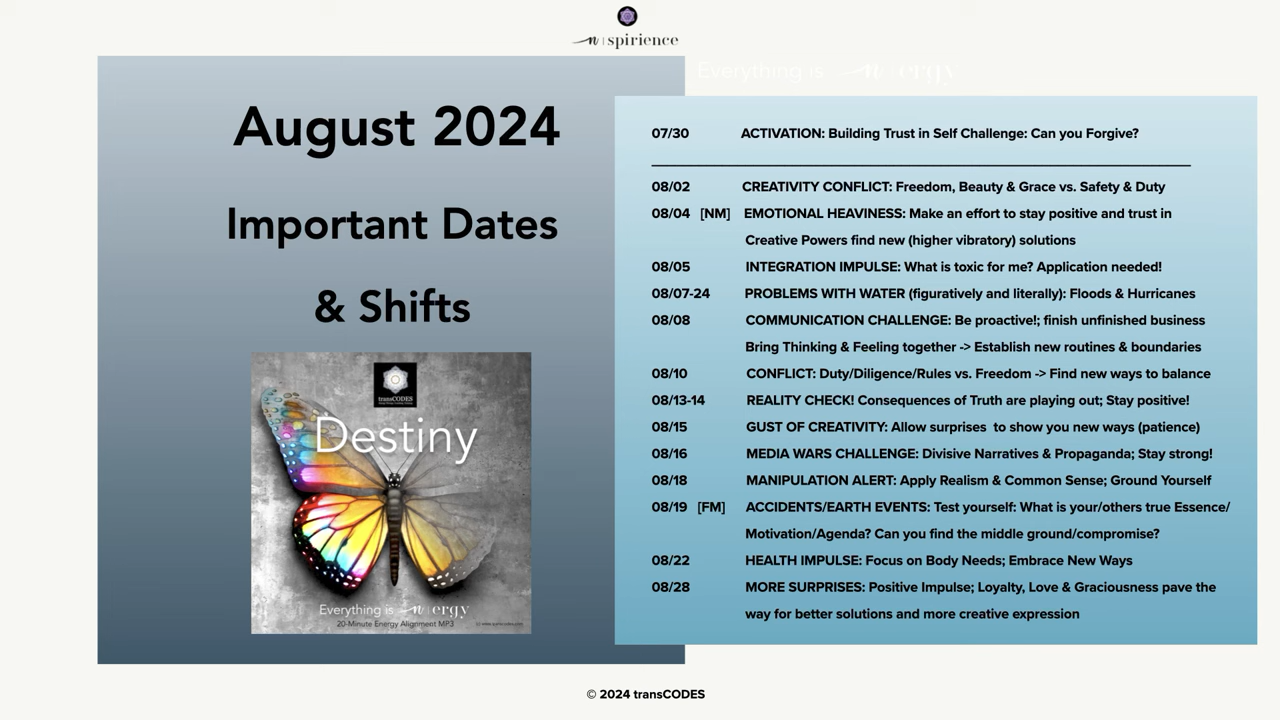 n | spirience
Everything is n | ergy
August 2024
Important Dates
& Shifts
transCODES
Destiny
Everything is n | ergy
20-Minute Energy Alignment MP3
07/30 ACTIVATION: Building Trust in Self Challenge: Can you Forgive?
08/02 CREATIVITY CONFLICT: Freedom, Beauty & Grace vs. Safety & Duty
08/04 [NM] EMOTIONAL HEAVINESS: Make an effort to stay positive and trust in
Creative Powers find new (higher vibratory) solutions
08/05 INTEGRATION IMPULSE: What is toxic for me? Application needed!
08/07-24 PROBLEMS WITH WATER (figuratively and literally): Floods & Hurricanes
08/08 COMMUNICATION CHALLENGE: Be proactive!; finish unfinished business
Bring Thinking & Feeling together -> Establish new routines & boundaries
08/10 CONFLICT: Duty/Diligence/Rules vs. Freedom -> Find new ways to balance
08/13-14 REALITY CHECK! Consequences of Truth are playing out; Stay positive!
08/15 GUST OF CREATIVITY: Allow surprises to show you new ways (patience)
08/16 MEDIA WARS CHALLENGE: Divisive Narratives & Propaganda; Stay strong!
08/18 MANIPULATION ALERT: Apply Realism & Common Sense; Ground Yourself
08/19 [FM] ACCIDENTS/EARTH EVENTS: Test yourself: What is your/others true Essence/
Motivation/Agenda? Can you find the middle ground/compromise?
08/22 HEALTH IMPULSE: Focus on Body Needs; Embrace New Ways
08/28 MORE SURPRISES: Positive Impulse; Loyalty, Love & Graciousness pave the
way for better solutions and more creative expression
© 2024 transCODES